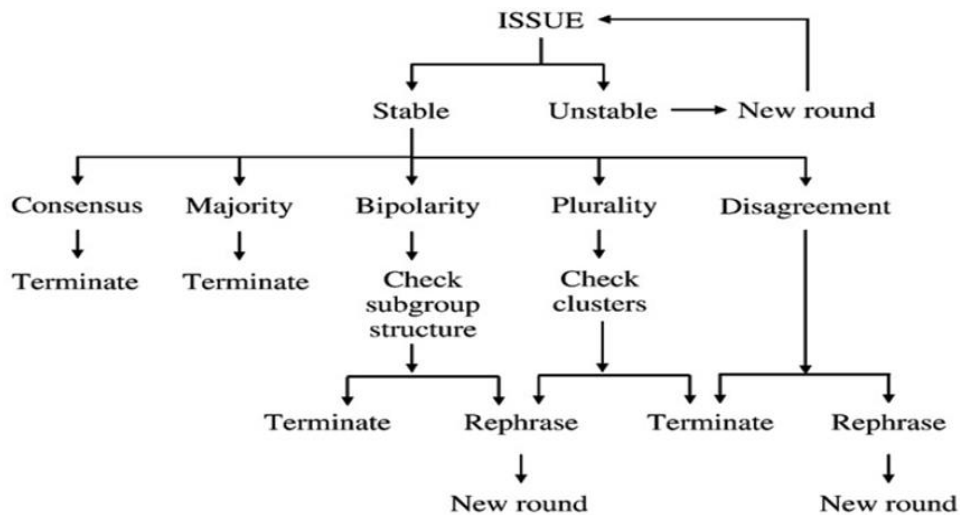 ISSUE
Stable
Unstable
New round
Consensus
Majority
Bipolarity
Plurality
Disagreement
Terminate
Terminate
Check
subgroup
structure
Check
clusters
Terminate
Rephrase
Terminate
Rephrase
New round
New round